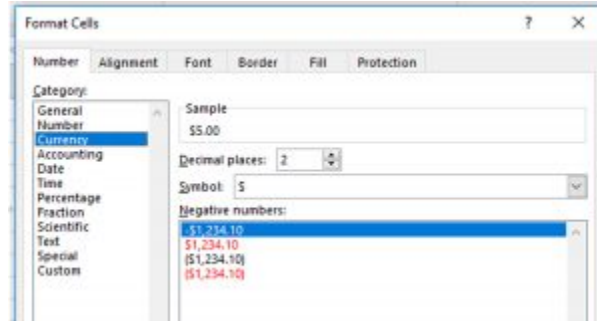 Format Cells ? ×
Number Alignment Font Border Fill Protection
Category:
General
Number
Currency
Accounting
Date
Time
Percentage
Fraction
Scientific
Text
Special
Custom
Sample
$5.00
Decimal places: 2
Symbol: $
Negative numbers:
-$1,234.10
$1,234.10
($1,234.10)
($1,234.10)